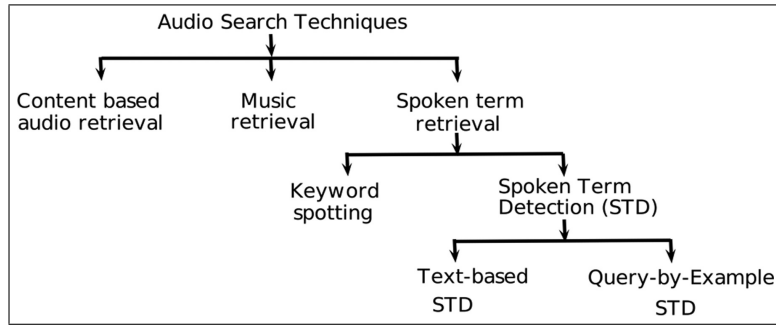 Audio Search Techniques
Content based
audio retrieval
Music
retrieval
Spoken term
retrieval
Keyword
spotting
Spoken Term
Detection (STD)
Text-based
STD
Query-by-Example
STD